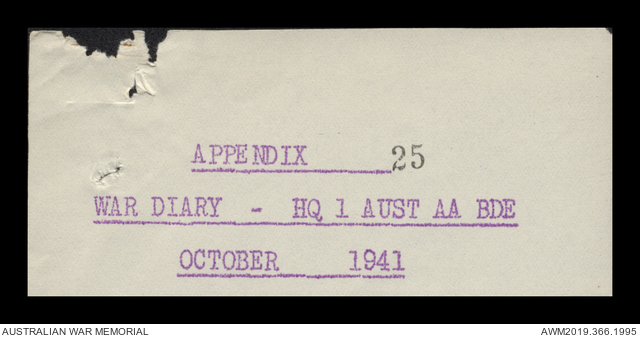 APPENDIX 25
WAR DIARY - HQ 1 AUST AA BDE
OCTOBER 1941
AUSTRALIAN WAR MEMORIAL
AWM2019.366.1995